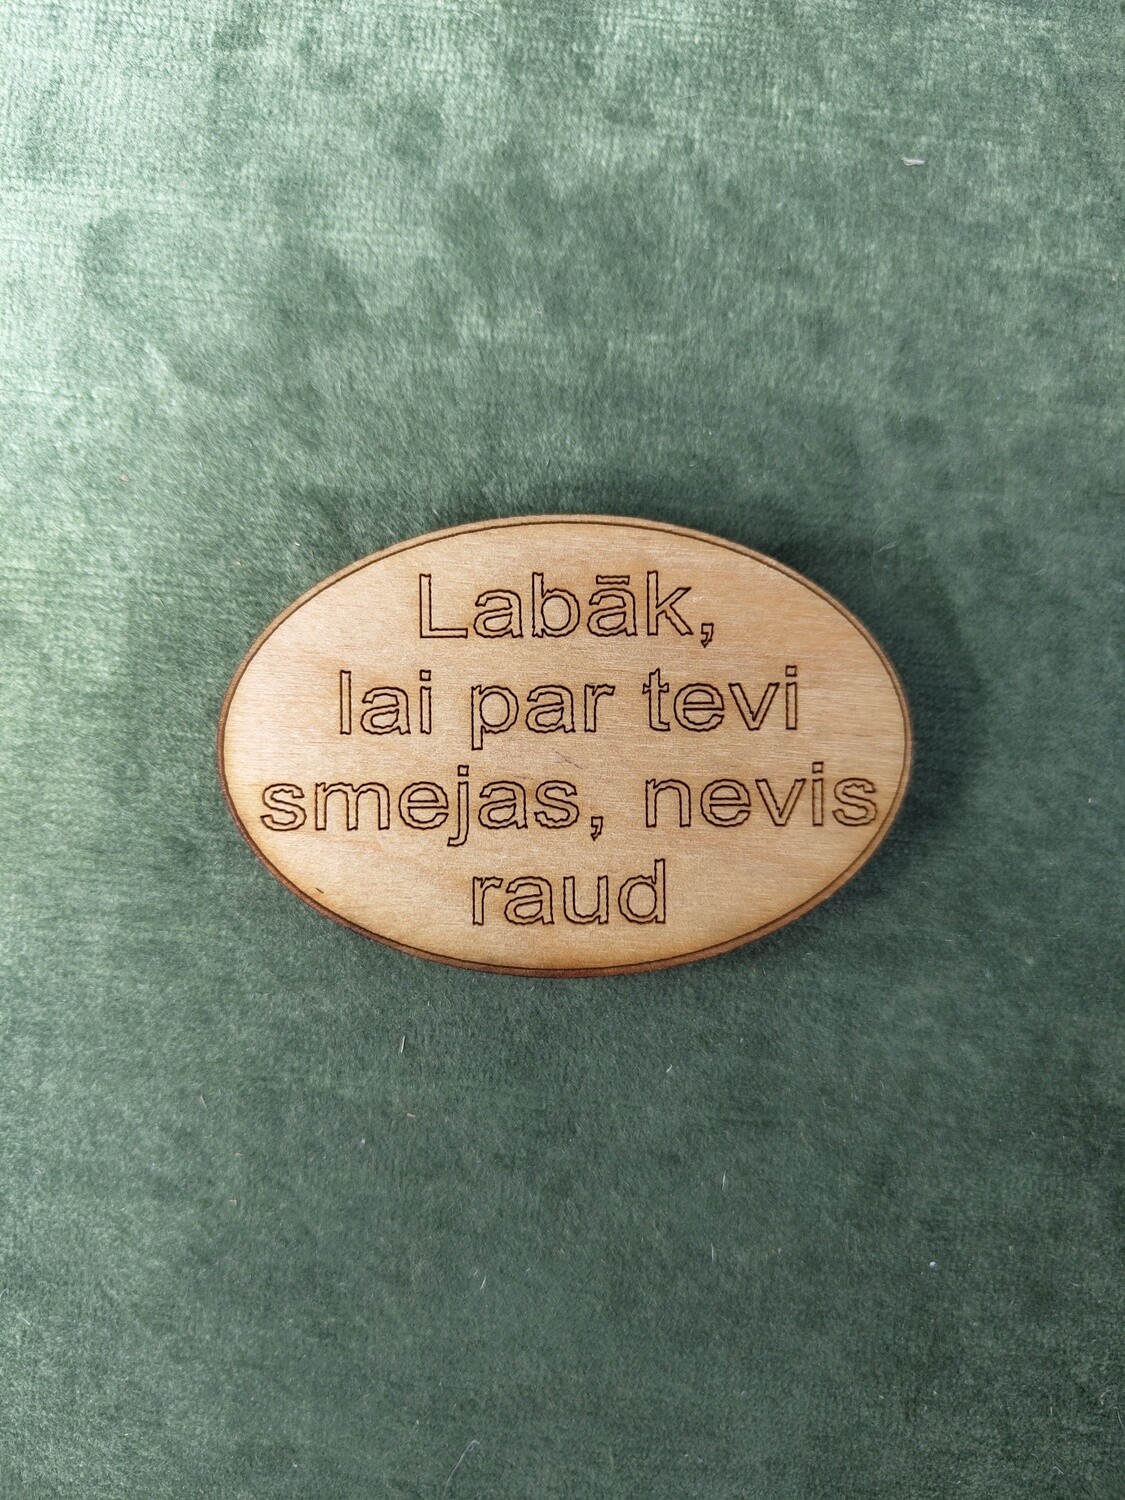 Labāk,
lai par tevi
smejas, nevis
raud